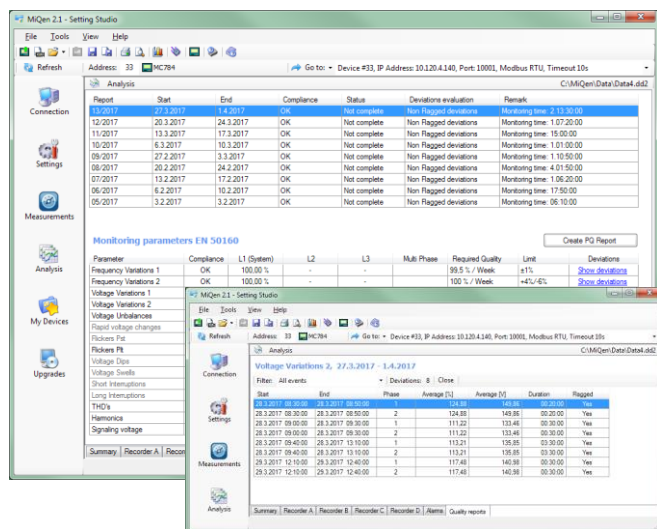 MiQen 2.1 - Setting Studio
File Tools View Help
Refresh Address: 33 MC784 Go to: Device #33, IP Address: 10.120.4.140, Port: 10001, Modbus RTU, Timeout 10s
Analysis C:\MiQen\Data\Data4.dd2
Report Start End Compliance Status Deviations evaluation Remark
13/2017 27.3.2017 1.4.2017 OK Not complete Non Flagged deviations Monitoring time: 2.13:30:00
12/2017 20.3.2017 24.3.2017 OK Not complete Non Flagged deviations Monitoring time: 1.07:20:00
11/2017 13.3.2017 17.3.2017 OK Not complete Non Flagged deviations Monitoring time: 15:00:00
10/2017 6.3.2017 10.3.2017 OK Not complete Non Flagged deviations Monitoring time: 1.01:00:00
09/2017 27.2.2017 3.3.2017 OK Not complete Non Flagged deviations Monitoring time: 1.10:50:00
08/2017 20.2.2017 24.2.2017 OK Not complete Non Flagged deviations Monitoring time: 4.01:50:00
07/2017 13.2.2017 17.2.2017 OK Not complete Non Flagged deviations Monitoring time: 1.06:20:00
06/2017 6.2.2017 10.2.2017 OK Not complete Non Flagged deviations Monitoring time: 17:50:00
05/2017 3.2.2017 3.2.2017 OK Not complete Non Flagged deviations Monitoring time: 06:10:00
Connection
Settings
Measurements
Analysis
My Devices
Upgrades
Monitoring parameters EN 50160 Create PQ Report
Parameter Compliance L1 (System) L2 L3 Multi Phase Required Quality Limit Deviations
Frequency Variations 1 OK 100,00 % - - 99,5 % / Week ±1% Show deviations
Frequency Variations 2 OK 100,00 % - - 100 % / Week +4%/-6% Show deviations
Voltage Variations 1
Voltage Variations 2
Voltage Unbalances
Rapid voltage changes
Flickers Pst
Flickers Plt
Voltage Dips
Voltage Swells
Short Interruptions
Long Interruptions
THD's
Harmonics
Signaling voltage
Summary Recorder A Recor
MiQen 2.1 - Setting Studio
File Tools View Help
Refresh Address: 33 MC784 Go to: Device #33, IP Address: 10.120.4.140, Port: 10001, Modbus RTU, Timeout 10s
Analysis C:\MiQen\Data\Data4.dd2
Voltage Variations 2, 27.3.2017 - 1.4.2017
Filter: All events Deviations: 8 Close
Start End Phase Average [%] Average [V] Duration Flagged
28.3.2017 08:30:00 28.3.2017 08:50:00 1 124,88 149,86 00:20:00 Yes
28.3.2017 08:30:00 28.3.2017 08:50:00 2 124,88 149,86 00:20:00 Yes
28.3.2017 09:00:00 28.3.2017 09:30:00 1 111,22 133,46 00:30:00 Yes
28.3.2017 09:00:00 28.3.2017 09:30:00 2 111,22 133,46 00:30:00 Yes
28.3.2017 09:40:00 28.3.2017 13:10:00 1 113,21 135,85 03:30:00 Yes
28.3.2017 09:40:00 28.3.2017 13:10:00 2 113,21 135,85 03:30:00 Yes
29.3.2017 12:10:00 29.3.2017 12:40:00 1 117,48 140,98 00:30:00 Yes
29.3.2017 12:10:00 29.3.2017 12:40:00 2 117,48 140,98 00:30:00 Yes
Connection
Settings
Measurements
Analysis
Summary Recorder A Recorder B Recorder C Recorder D Alarms Quality reports